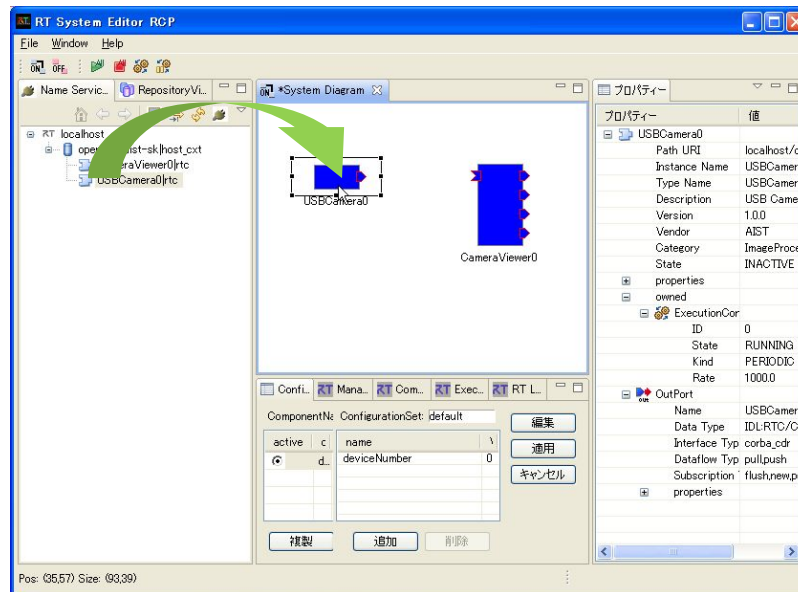 RT System Editor RCP
File Window Help
ON OFF
Name Servic... RepositoryVi...
RT localhost
host_cxt
eraViewer0|rtc
USBCamera0|rtc
*System Diagram
USBCamera0
CameraViewer0
プロパティー
プロパティー 値
USBCamera0
Path URI localhost/c
Instance Name USBCamer
Type Name USBCamer
Description USB Came
Version 1.0.0
Vendor AIST
Category ImageProce
State INACTIVE
properties
owned
ExecutionCor
ID 0
State RUNNING
Kind PERIODIC
Rate 1000.0
OutPort
Name USBCamer
Data Type IDL:RTC/C
Interface Typ corba_cdr
Dataflow Typ pull,push
Subscription flush,new,p
properties
Confi... RT Mana... RT Com... RT Exec... RT RT L...
ComponentNa ConfigurationSet: default
編集
active c name
適用
d... deviceNumber 0
キャンセル
複製 追加 削除
Pos: (35,57) Size: (93,39)